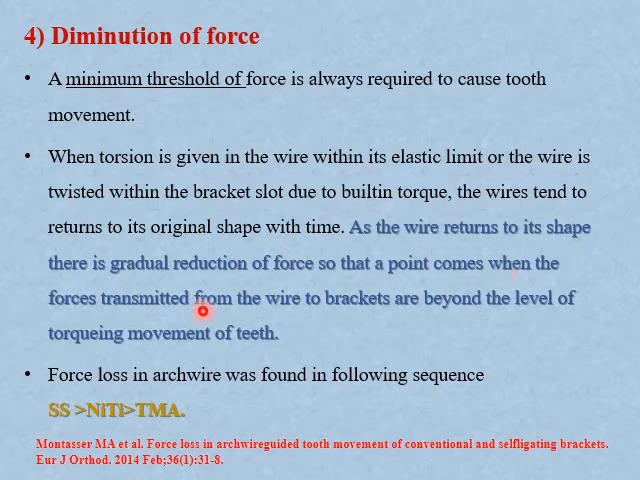 4) Diminution of force
• A minimum threshold of force is always required to cause tooth
movement.
• When torsion is given in the wire within its elastic limit or the wire is
twisted within the bracket slot due to builtin torque, the wires tend to
returns to its original shape with time. As the wire returns to its shape
there is gradual reduction of force so that a point comes when the
forces transmitted from the wire to brackets are beyond the level of
torqueing movement of teeth.
• Force loss in archwire was found in following sequence
SS >NiTi>TMA.
Montasser MA et al. Force loss in archwireguided tooth movement of conventional and selfligating brackets.
Eur J Orthod. 2014 Feb;36(1):31-8.